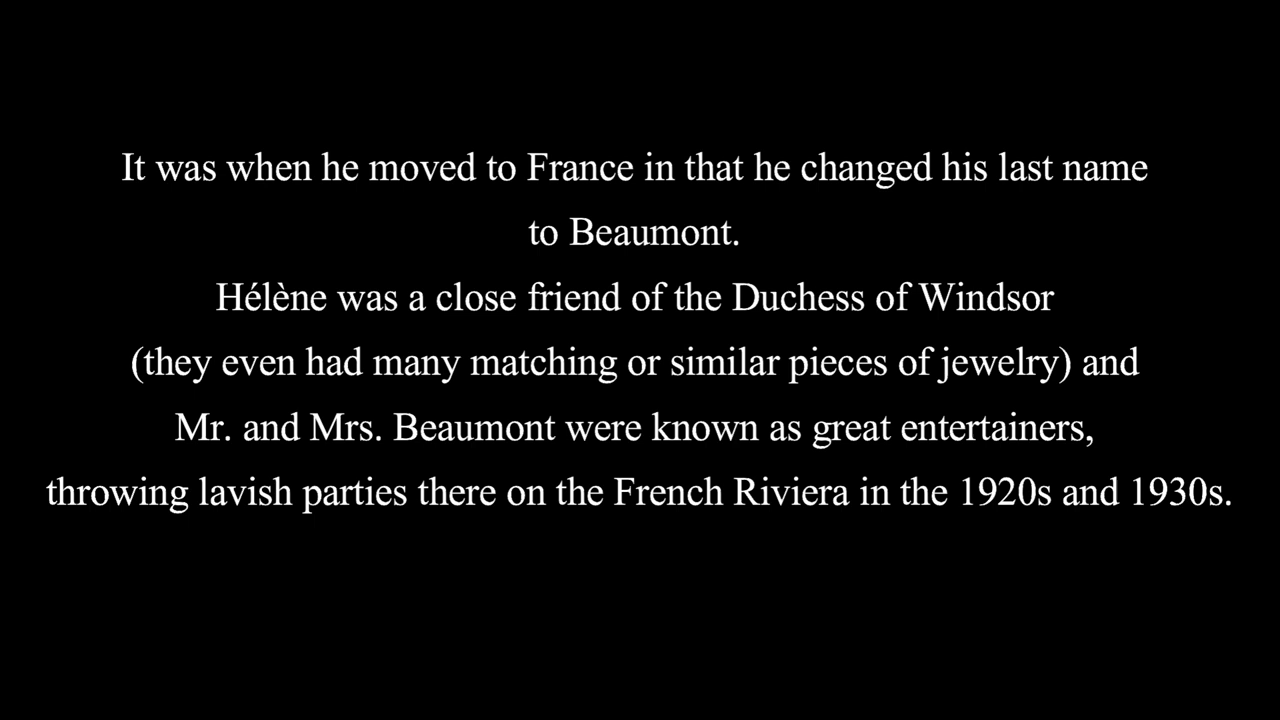 It was when he moved to France in that he changed his last name
to Beaumont.
Hélène was a close friend of the Duchess of Windsor
(they even had many matching or similar pieces of jewelry) and
Mr. and Mrs. Beaumont were known as great entertainers,
throwing lavish parties there on the French Riviera in the 1920s and 1930s.